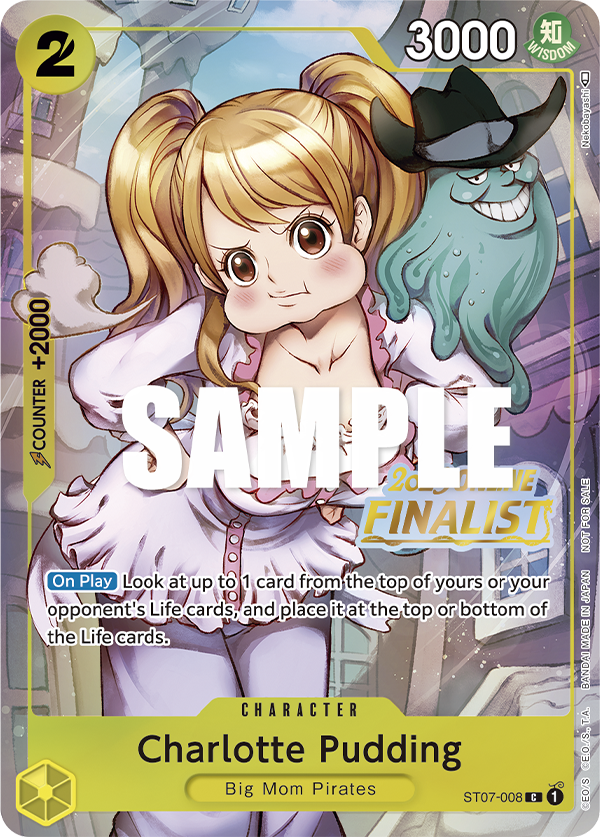 2
3000
知
WISDOM
Nakobayashi
COUNTER +2000
SAMPLE
FINALIST
On Play Look at up to 1 card from the top of yours or your
opponent's Life cards, and place it at the top or bottom of
the Life cards.
©E.O./S. ©E.O./S.,T.A. BANDAI MADE IN JAPAN NOT FOR SALE
CHARACTER
Charlotte Pudding
Big Mom Pirates
ST07-008 C 1